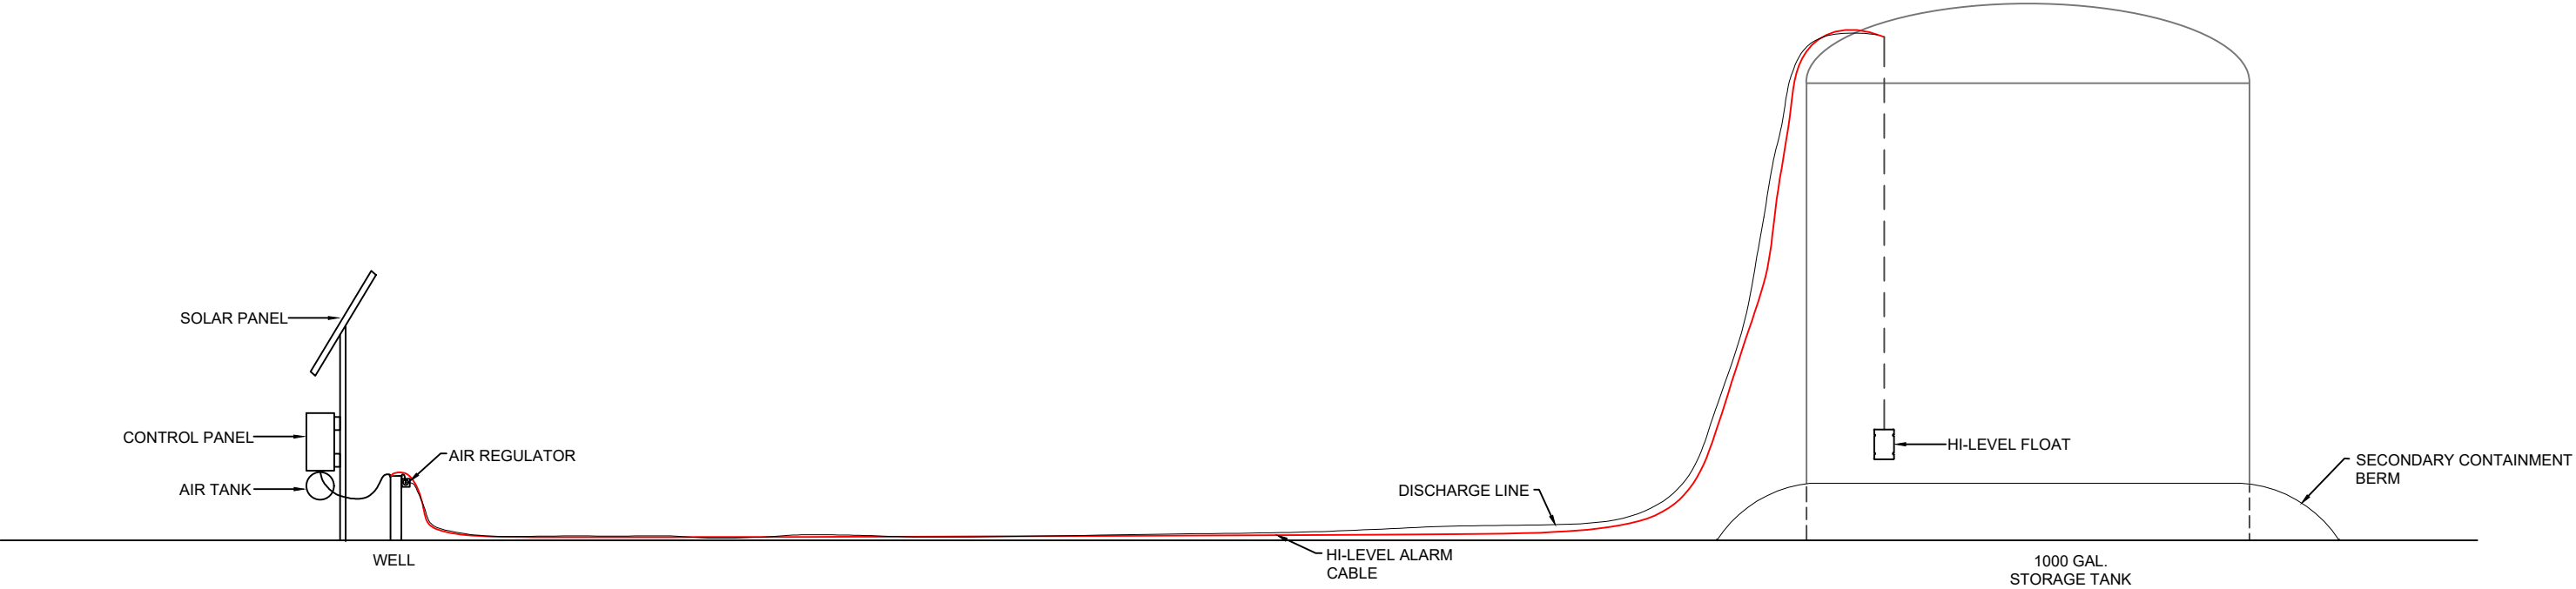 SOLAR PANEL
CONTROL PANEL
AIR TANK
AIR REGULATOR
WELL
DISCHARGE LINE
HI-LEVEL ALARM
CABLE
HI-LEVEL FLOAT
SECONDARY CONTAINMENT
BERM
1000 GAL.
STORAGE TANK